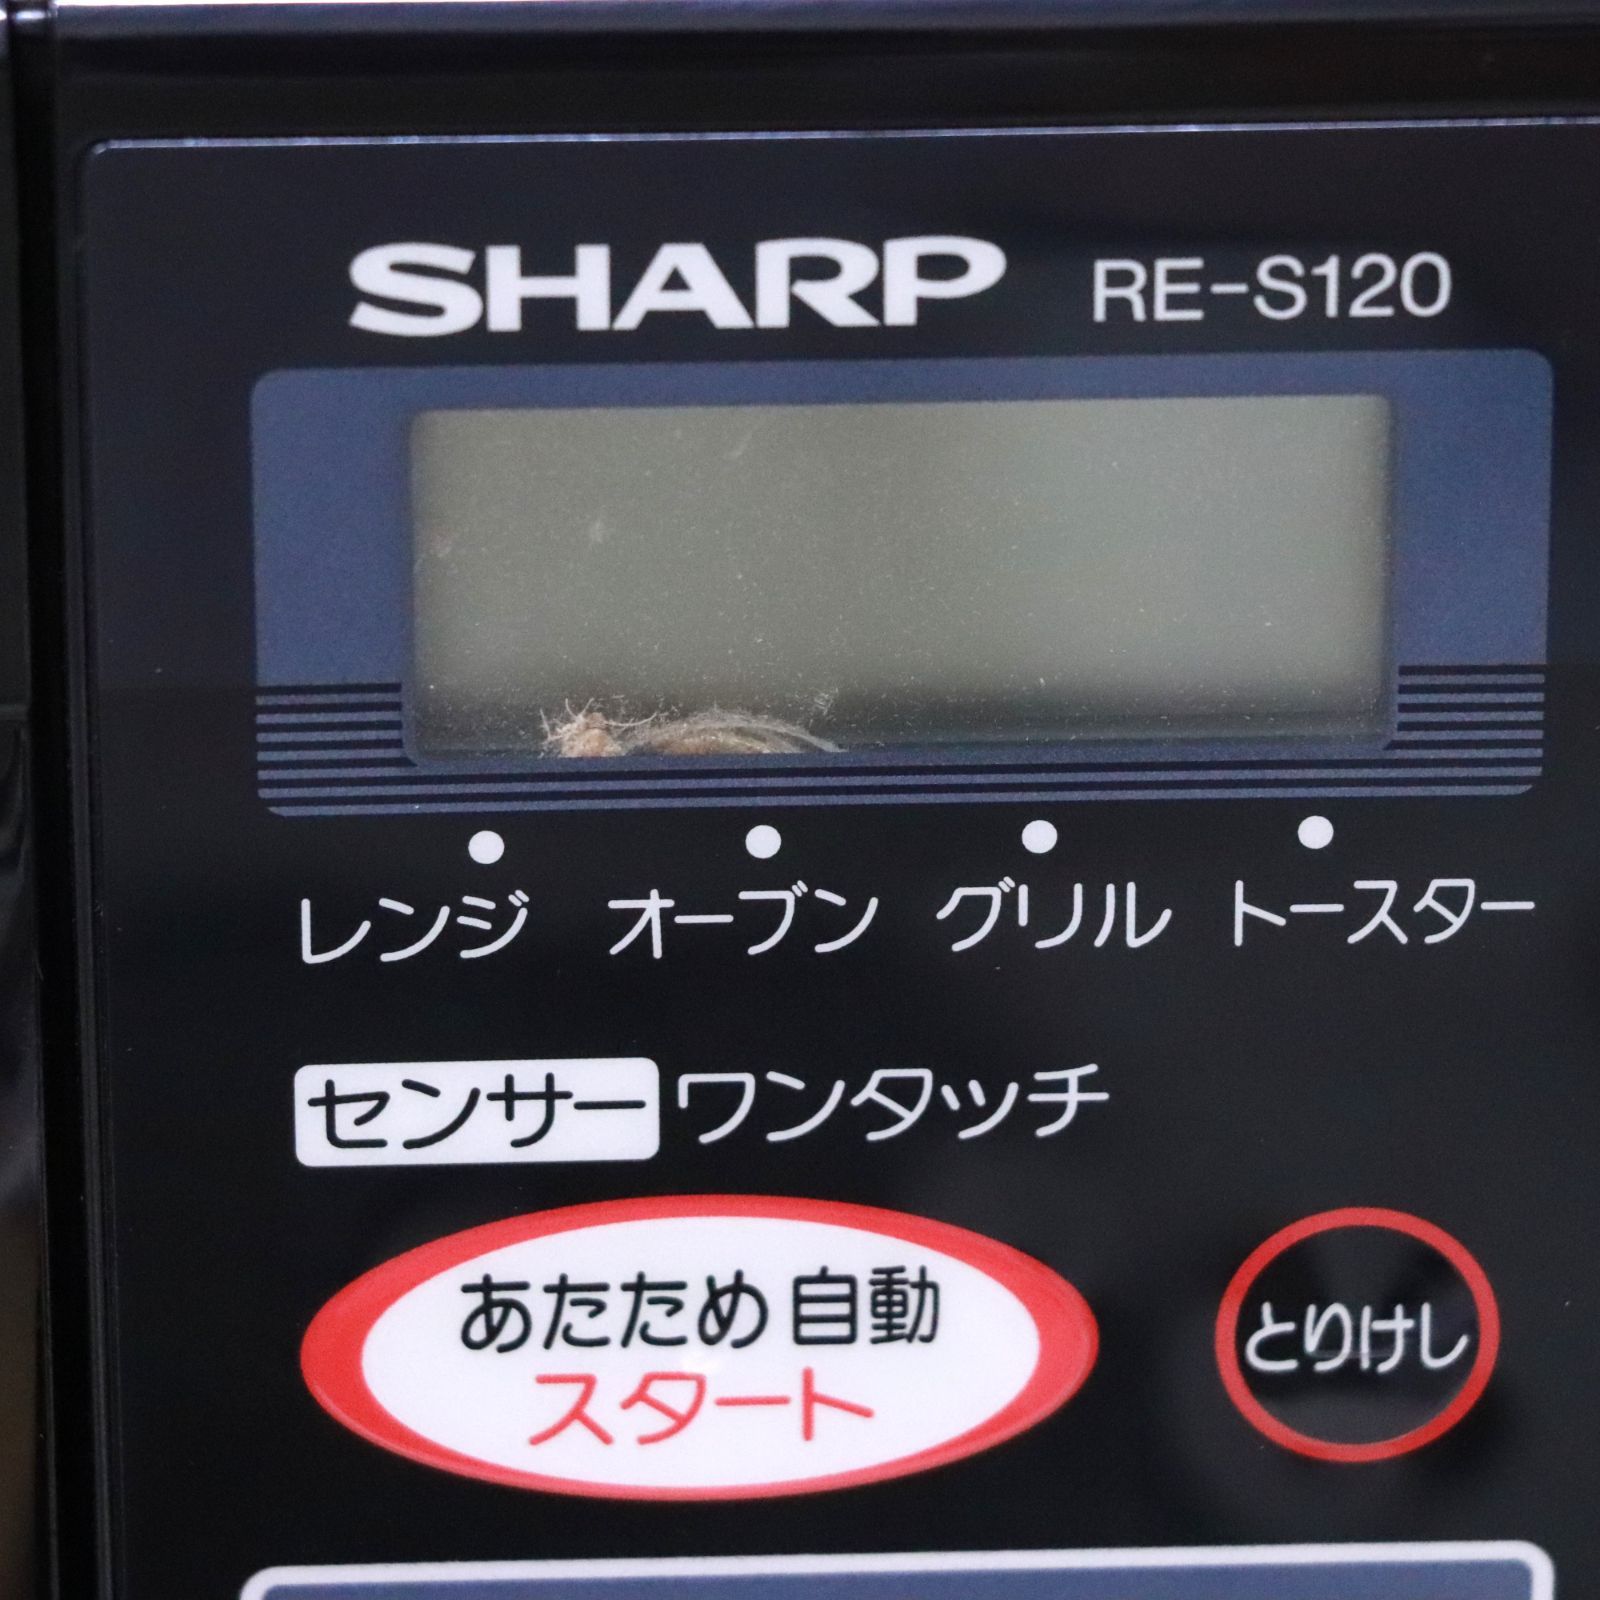 SHARP RE-S120
レンジ オーブン グリル トースター
センサー ワンタッチ
あたため 自動
スタート
とりけし